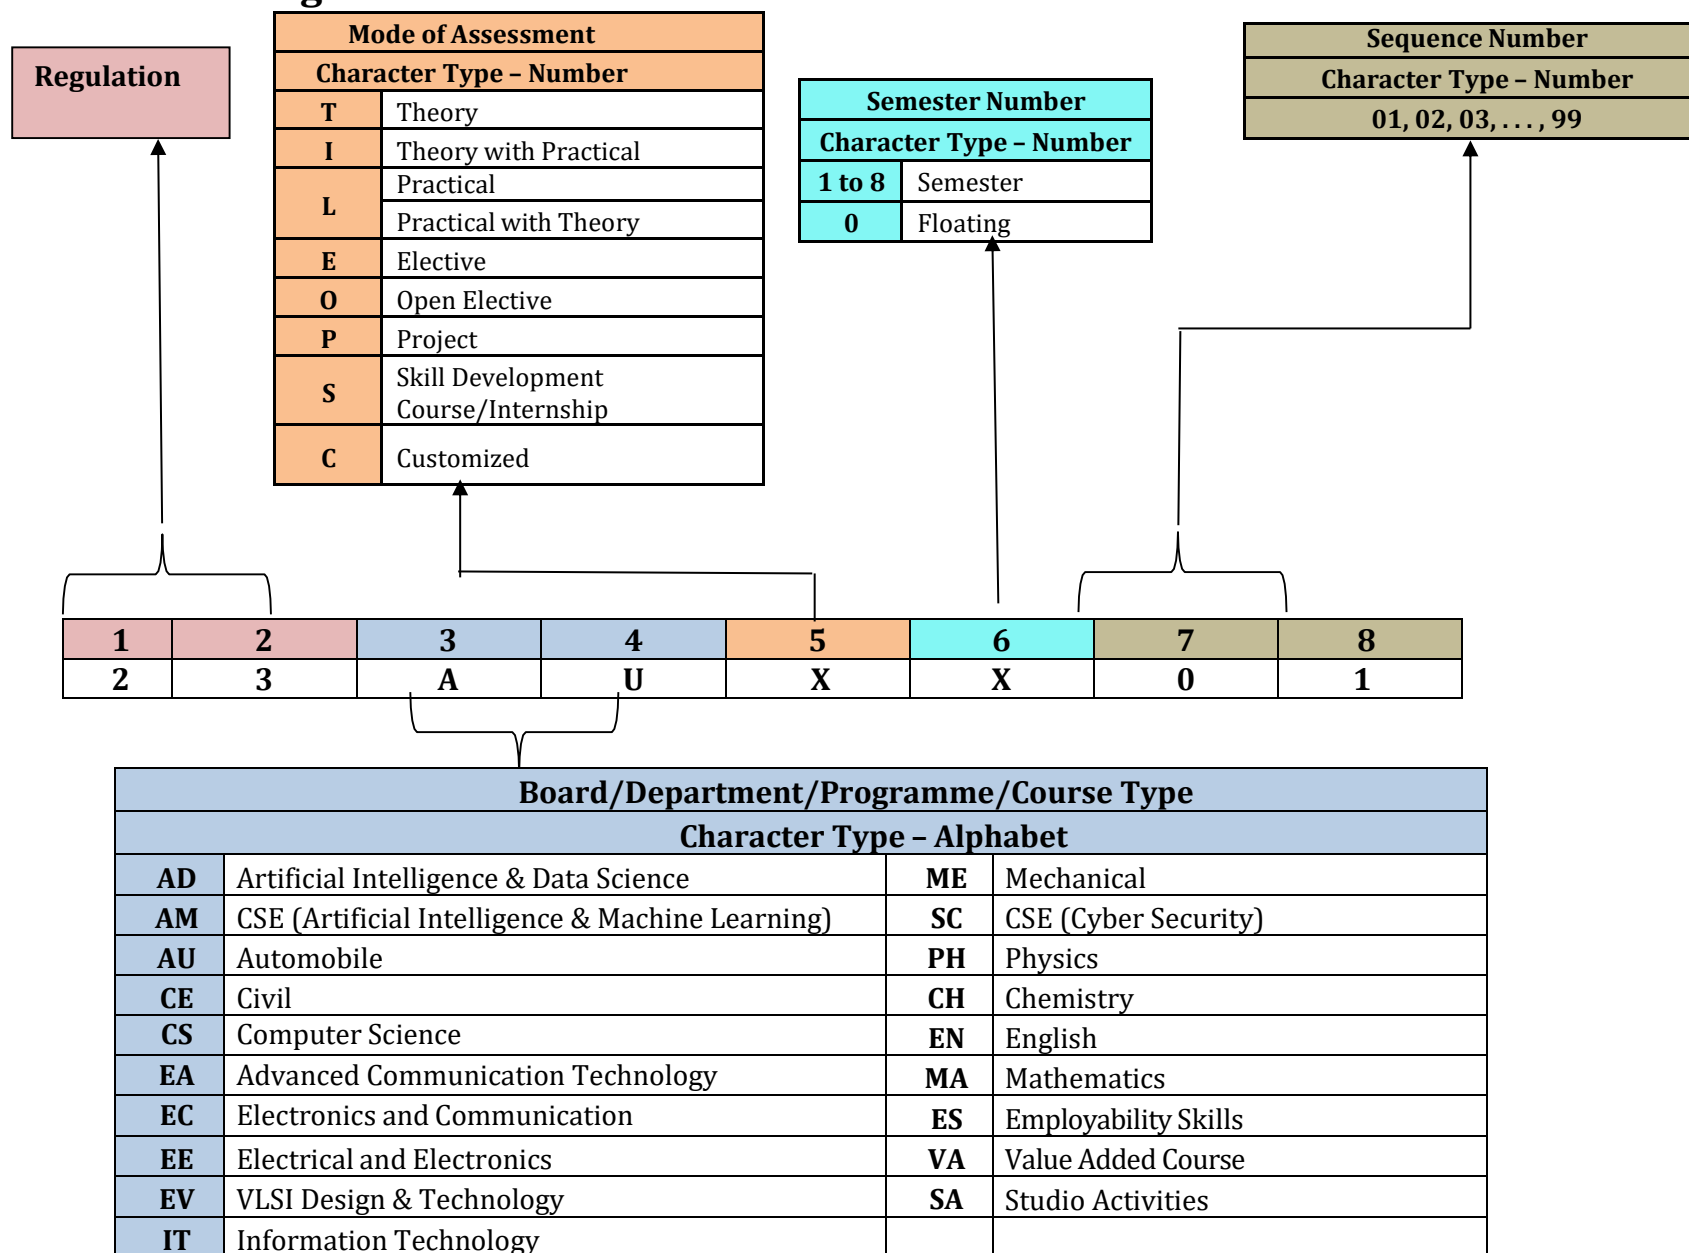 g
Regulation
Mode of Assessment
Character Type – Number
T Theory
I Theory with Practical
L Practical
Practical with Theory
E Elective
O Open Elective
P Project
S Skill Development
Course/Internship
C Customized
Semester Number
Character Type – Number
1 to 8 Semester
0 Floating
Sequence Number
Character Type – Number
01, 02, 03, . . . , 99
1 2 3 4 5 6 7 8
2 3 A U X X 0 1
Board/Department/Programme/Course Type
Character Type – Alphabet
AD Artificial Intelligence & Data Science ME Mechanical
AM CSE (Artificial Intelligence & Machine Learning) SC CSE (Cyber Security)
AU Automobile PH Physics
CE Civil CH Chemistry
CS Computer Science EN English
EA Advanced Communication Technology MA Mathematics
EC Electronics and Communication ES Employability Skills
EE Electrical and Electronics VA Value Added Course
EV VLSI Design & Technology SA Studio Activities
IT Information Technology